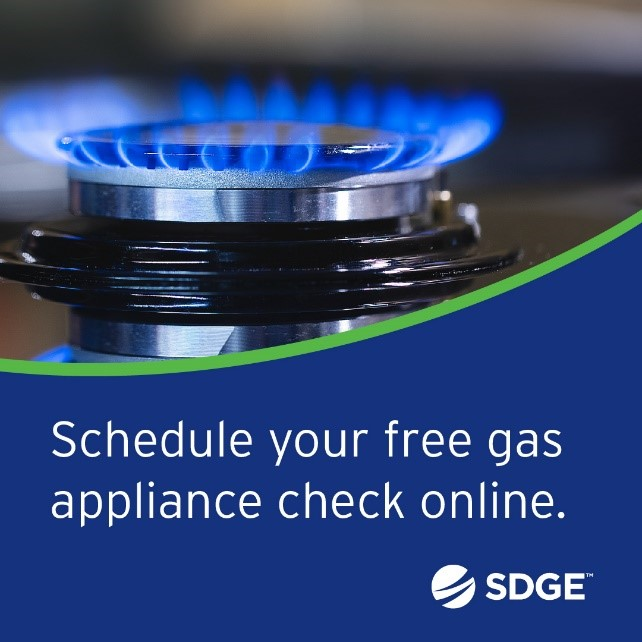 Schedule your free gas
appliance check online.
SDGE™